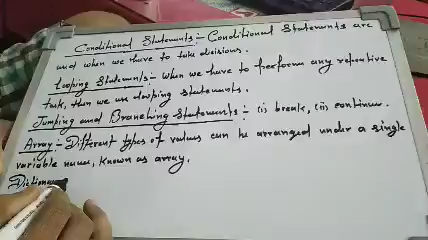 Conditional Statements:- Conditional Statements are
used when we have to take decisions.
Looping Statements:- When we have to perform any repeative
task, then we use looping statements.
Jumping and Branching Statements:- (i) break, (ii) continue.
Array:- Different types of values can be arranged under a single
variable name, known as array.
Dictionary